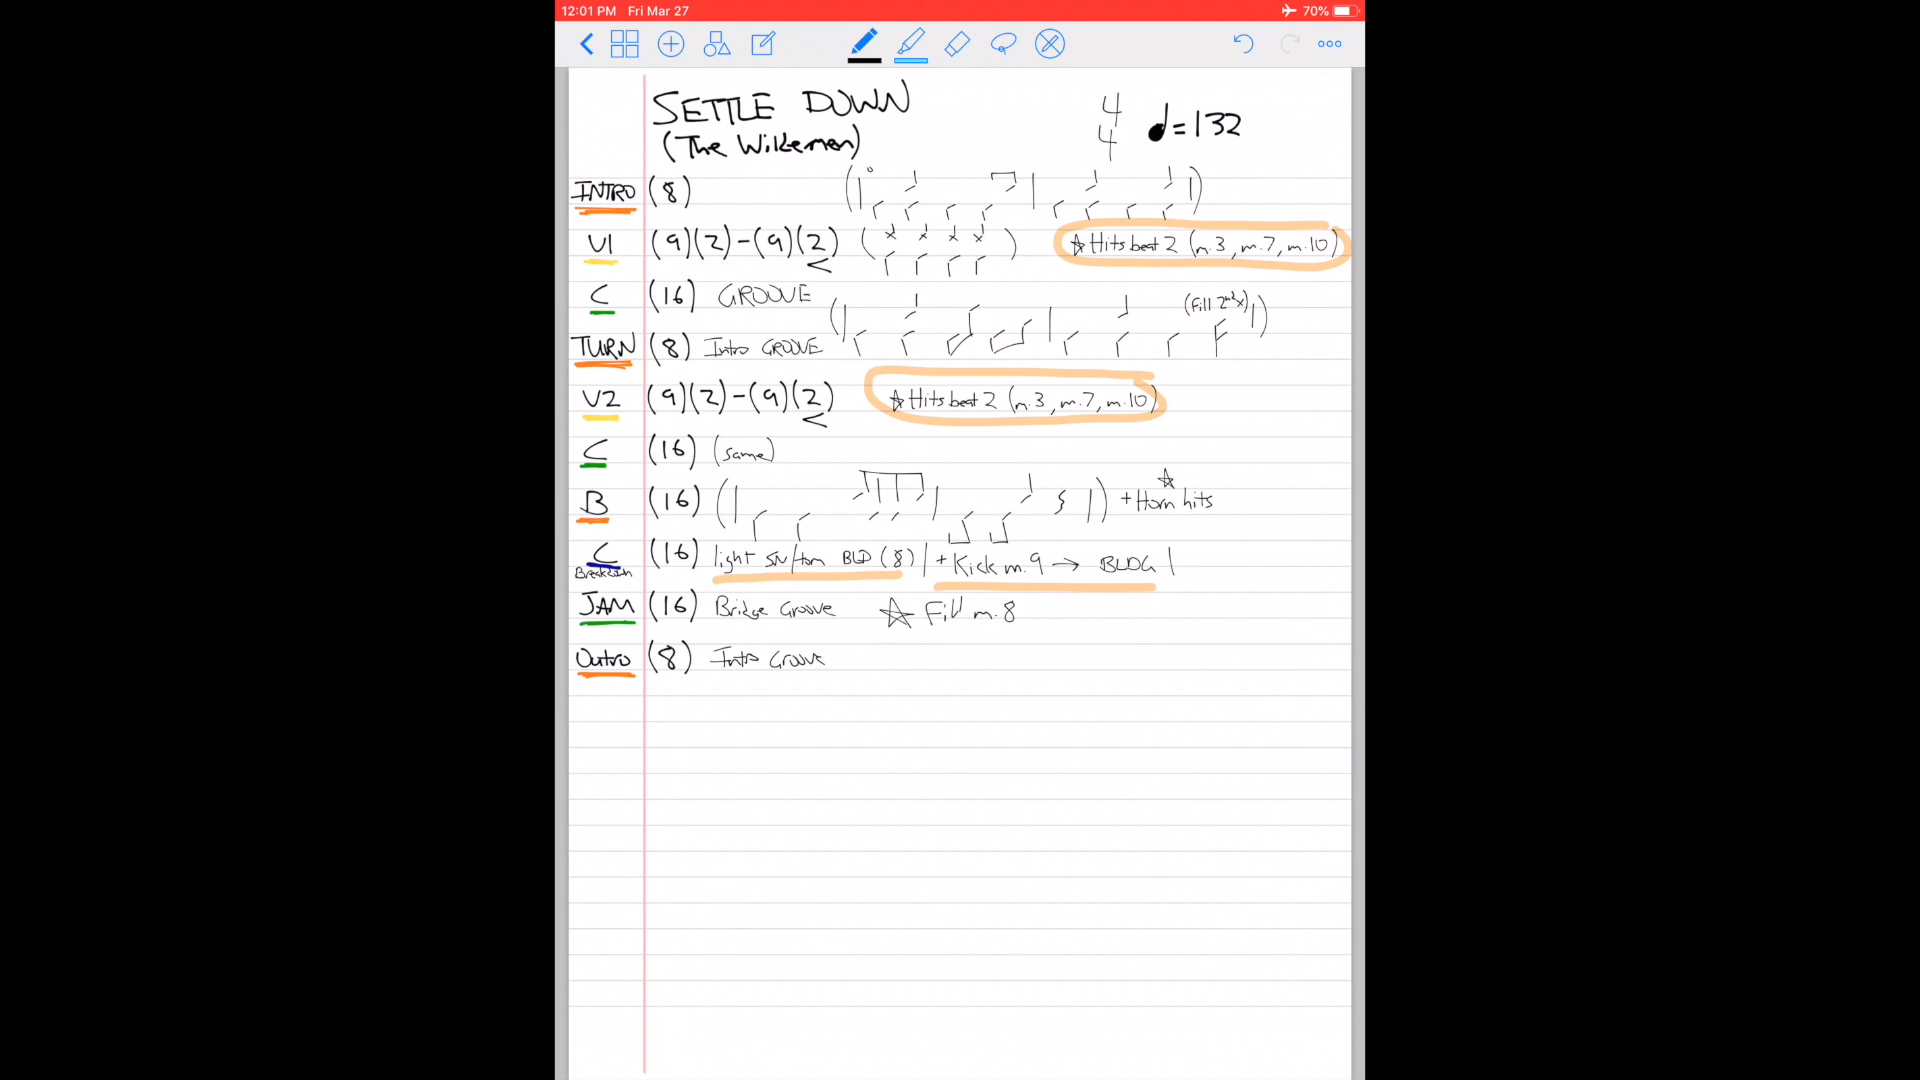 12:01 PM Fri Mar 27 70%
SETTLE DOWN
(The Wildermen)
4
4
=132
INTRO (8)
V1 (9)(2)-(9)(2) Hits beat 2 (m.3, m.7, m.10)
C (16) GROOVE (Fill 2nd x)
TURN (8) Intro GROOVE
V2 (9)(2)-(9)(2) Hits beat 2 (m.3, m.7, m.10)
C (16) (same)
B (16) + Horn hits
C (16) light SN/tom BLD (8) | + Kick m.9 → BLDG |
Breakdown
JAM (16) Bridge Groove Fill m.8
Outro (8) Intro Groove